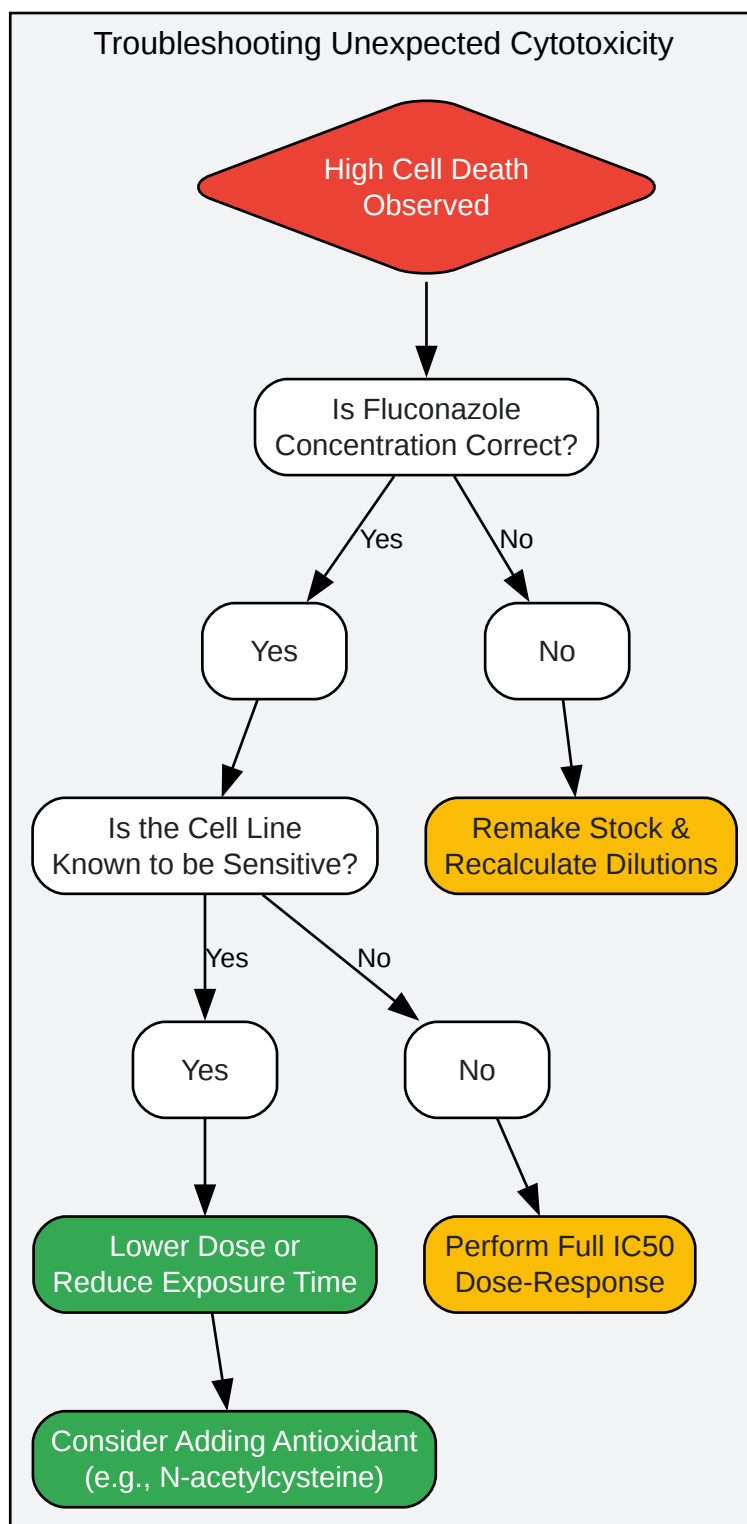 Troubleshooting Unexpected Cytotoxicity
High Cell Death
Observed
Is Fluconazole
Concentration Correct?
Yes
No
Yes
No
Is the Cell Line
Known to be Sensitive?
Remake Stock &
Recalculate Dilutions
Yes
No
Yes
No
Lower Dose or
Reduce Exposure Time
Perform Full IC50
Dose-Response
Consider Adding Antioxidant
(e.g., N-acetylcysteine)